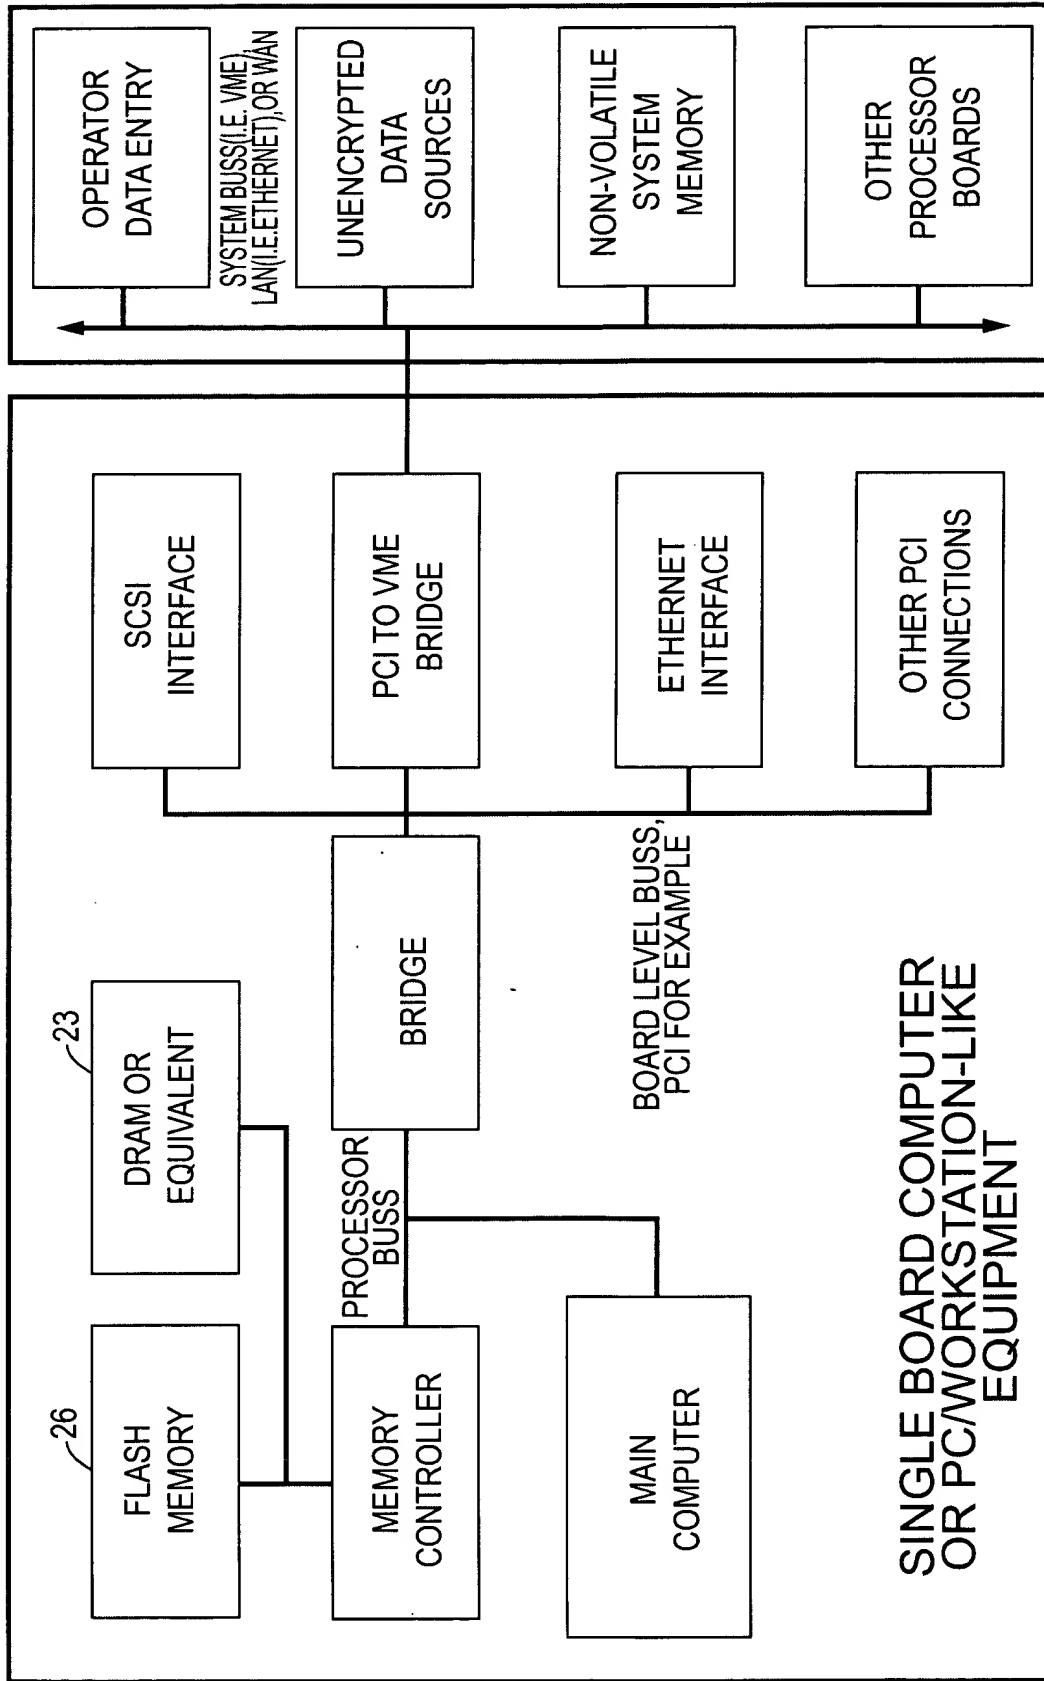 26
FLASH
MEMORY
23
DRAM OR
EQUIVALENT
MEMORY
CONTROLLER
PROCESSOR
BUSS
BRIDGE
MAIN
COMPUTER
SCSI
INTERFACE
PCI TO VME
BRIDGE
ETHERNET
INTERFACE
OTHER PCI
CONNECTIONS
BOARD LEVEL BUSS,
PCI FOR EXAMPLE
SINGLE BOARD COMPUTER
OR PC/WORKSTATION-LIKE
EQUIPMENT
OPERATOR
DATA ENTRY
SYSTEM BUSS(I.E. VME),
LAN(I.E.ETHERNET),OR WAN
UNENCRYPTED
DATA
SOURCES
NON-VOLATILE
SYSTEM
MEMORY
OTHER
PROCESSOR
BOARDS